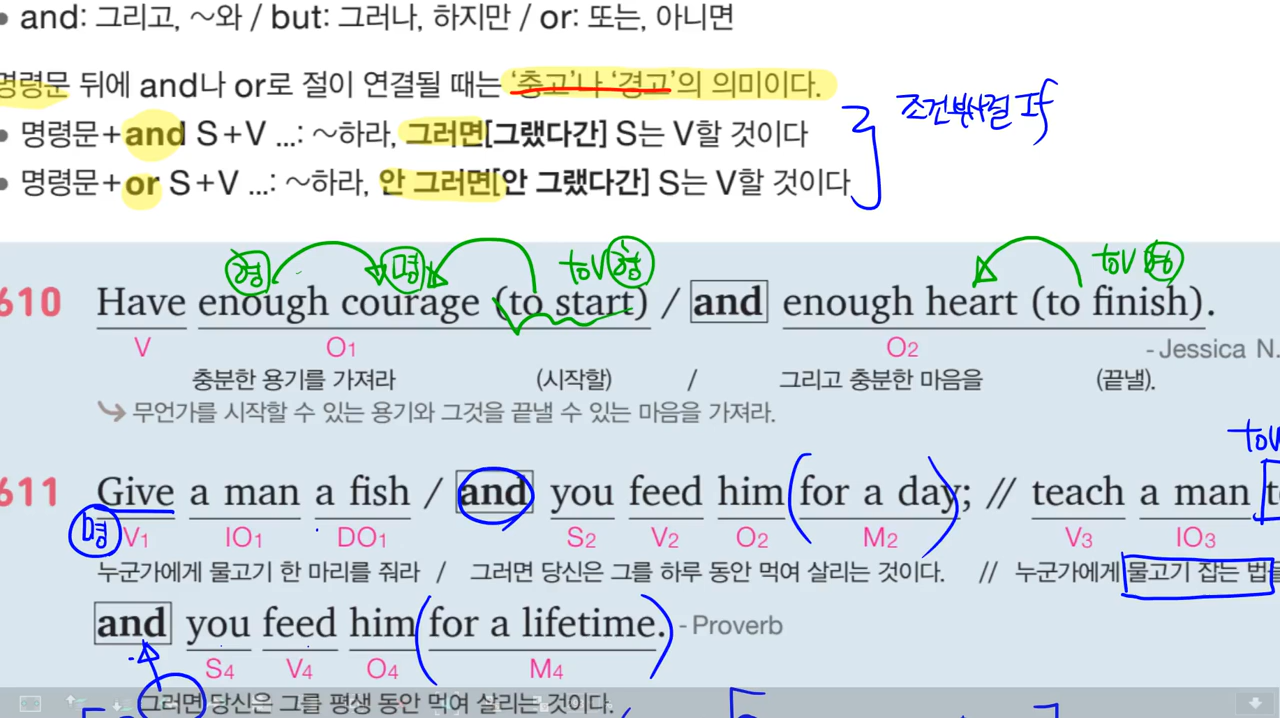 • and: 그리고, ~와 / but: 그러나, 하지만 / or: 또는, 아니면
명령문 뒤에 and나 or로 절이 연결될 때는 '충고'나 '경고'의 의미이다.
• 명령문+and S+V ...: ~하라, 그러면[그랬다간] S는 V할 것이다
• 명령문+or S+V ...: ~하라, 안 그러면[안 그랬다간] S는 V할 것이다
조건부사절 If
형 명 toV 형 toV 형
610 Have enough courage (to start) / and enough heart (to finish).
V O1 O2 - Jessica N.
충분한 용기를 가져라 (시작할) / 그리고 충분한 마음을 (끝낼).
↪ 무언가를 시작할 수 있는 용기와 그것을 끝낼 수 있는 마음을 가져라.
toV
611 Give a man a fish / and you feed him (for a day; // teach a man
명 V1 IO1 DO1 S2 V2 O2 M2 V3 IO3
누군가에게 물고기 한 마리를 줘라 / 그러면 당신은 그를 하루 동안 먹여 살리는 것이다. // 누군가에게 물고기 잡는 법을
and you feed him (for a lifetime.) - Proverb
S4 V4 O4 M4
그러면 당신은 그를 평생 동안 먹여 살리는 것이다.